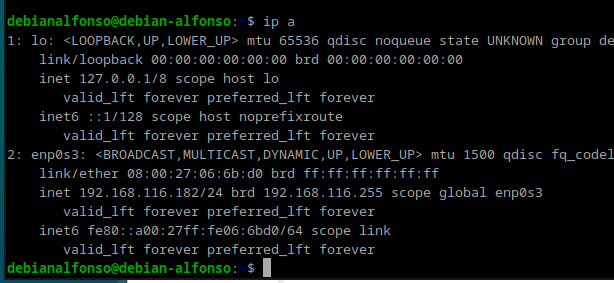 debianalfonso@debian-alfonso:~$ ip a
1: lo: <LOOPBACK,UP,LOWER_UP> mtu 65536 qdisc noqueue state UNKNOWN group de
    link/loopback 00:00:00:00:00:00 brd 00:00:00:00:00:00
    inet 127.0.0.1/8 scope host lo
       valid_lft forever preferred_lft forever
    inet6 ::1/128 scope host noprefixroute
       valid_lft forever preferred_lft forever
2: enp0s3: <BROADCAST,MULTICAST,DYNAMIC,UP,LOWER_UP> mtu 1500 qdisc fq_codel
    link/ether 08:00:27:06:6b:d0 brd ff:ff:ff:ff:ff:ff
    inet 192.168.116.182/24 brd 192.168.116.255 scope global enp0s3
       valid_lft forever preferred_lft forever
    inet6 fe80::a00:27ff:fe06:6bd0/64 scope link
       valid_lft forever preferred_lft forever
debianalfonso@debian-alfonso:~$